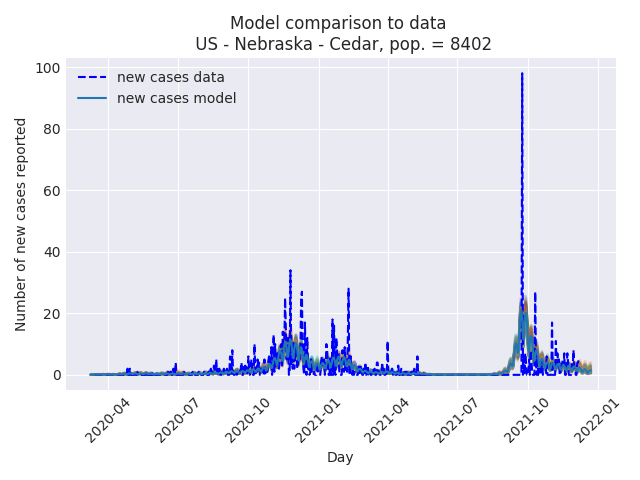 Model comparison to data
US - Nebraska - Cedar, pop. = 8402
new cases data
new cases model
Number of new cases reported
100
80
60
40
20
0
2020-04
2020-07
2020-10
2021-01
2021-04
2021-07
2021-10
2022-01
Day